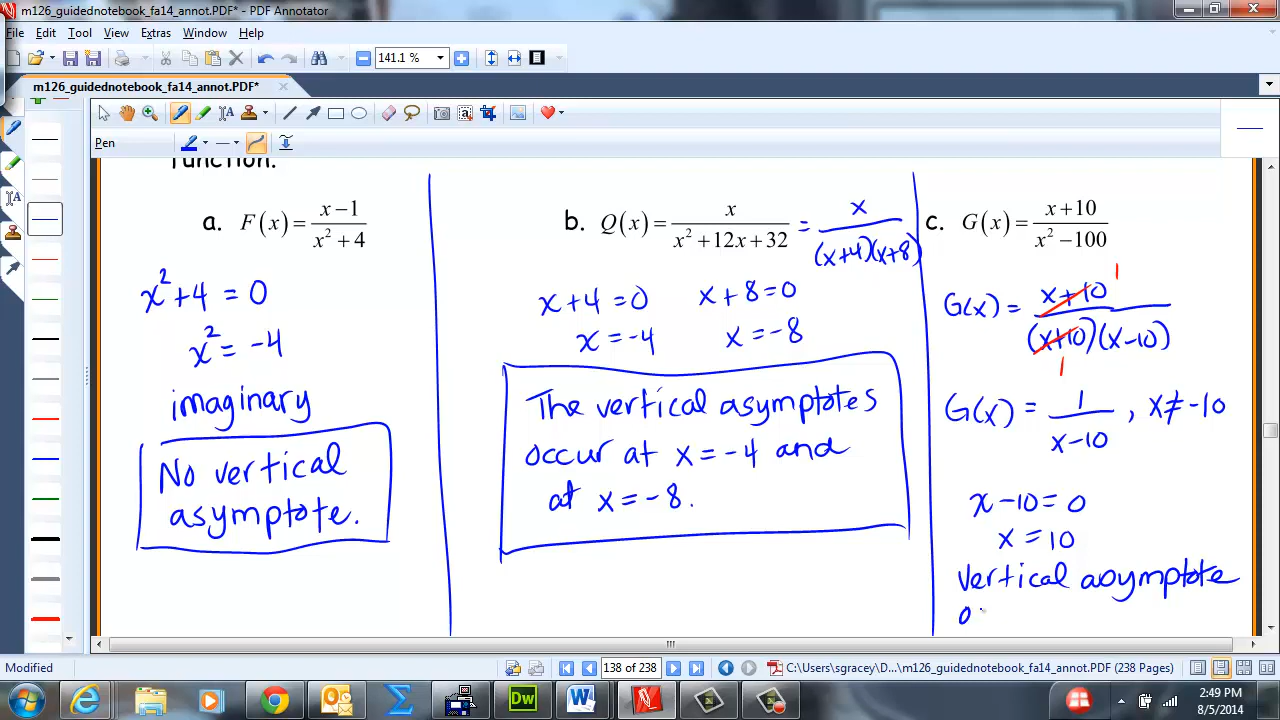 m126_guidednotebook_fa14_annot.PDF* - PDF Annotator
File Edit Tool View Extras Window Help
141.1 %
m126_guidednotebook_fa14_annot.PDF*
Pen
function.
a. F(x) = (x−1)/(x²+4)
x² + 4 = 0
x² = −4
imaginary
No vertical
asymptote.
b. Q(x) = x/(x²+12x+32) = x/((x+4)(x+8))
x+4=0 x+8=0
x=−4 x=−8
The vertical asymptotes
occur at x=−4 and
at x=−8.
c. G(x) = (x+10)/(x²−100)
G(x) = (x+10)/((x+10)(x−10))
1
1
G(x) = 1/(x−10), x≠−10
x−10=0
x=10
vertical asymptote
o
Modified
138 of 238
C:\Users\sgracey\D...\m126_guidednotebook_fa14_annot.PDF (238 Pages)
Dw
2:49 PM
8/5/2014